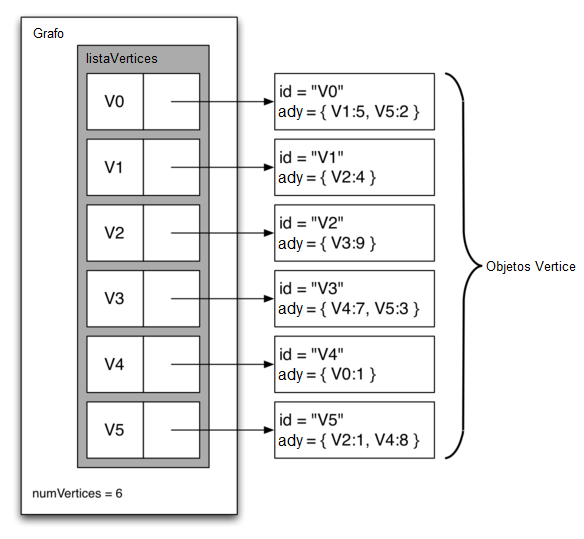 Grafo
listaVertices
V0
id = "V0"
ady = { V1:5, V5:2 }
V1
id = "V1"
ady = { V2:4 }
V2
id = "V2"
ady = { V3:9 }
Objetos Vertice
V3
id = "V3"
ady = { V4:7, V5:3 }
V4
id = "V4"
ady = { V0:1 }
V5
id = "V5"
ady = { V2:1, V4:8 }
numVertices = 6